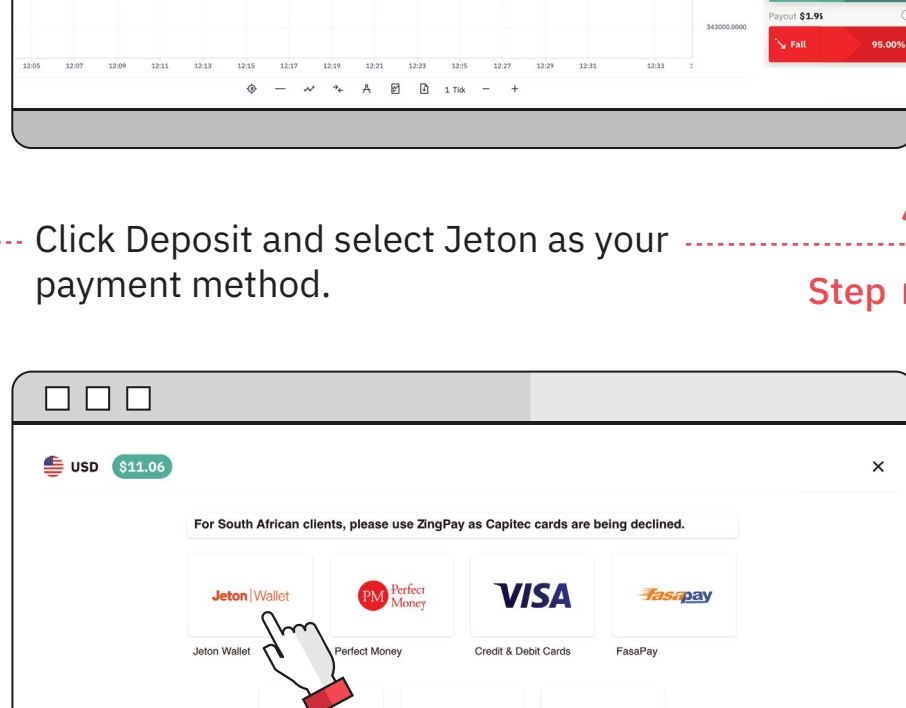 Payout $1.95
343000.0000
Fall 95.00%
12:05 12:07 12:09 12:11 12:13 12:15 12:17 12:19 12:21 12:23 12:15 12:27 12:29 12:31 12:33
1 Tick
Click Deposit and select Jeton as your
payment method.
Step
USD $11.06
For South African clients, please use ZingPay as Capitec cards are being declined.
Jeton Wallet PM Perfect Money VISA fasapay
Jeton Wallet Perfect Money Credit & Debit Cards FasaPay